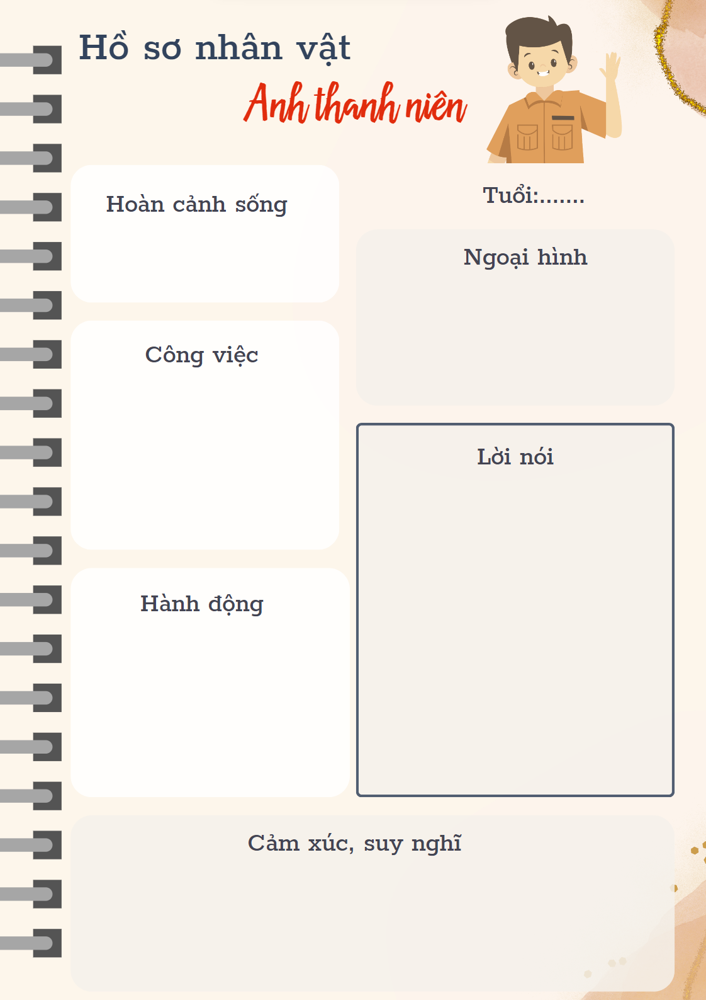 Hồ sơ nhân vật
Anh thanh niên
Hoàn cảnh sống
Tuổi:.......
Ngoại hình
Công việc
Lời nói
Hành động
Cảm xúc, suy nghĩ